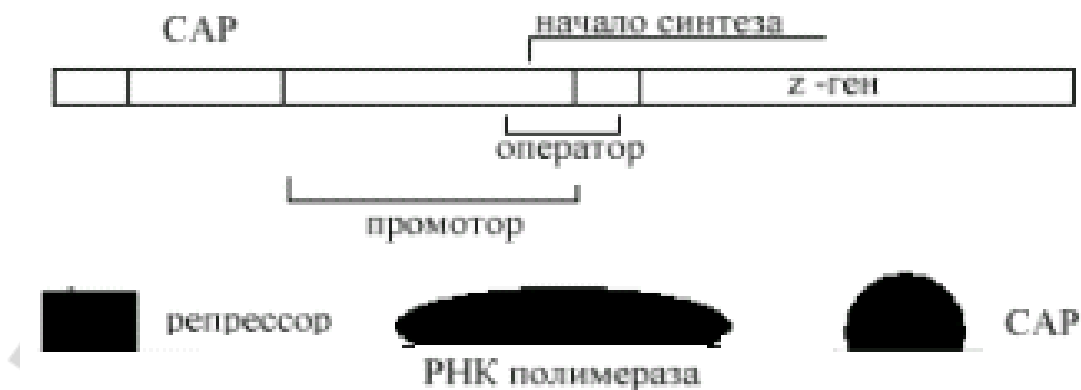 САР
начало синтеза
z -ген
оператор
промотор
репрессор
САР
РНК полимераза